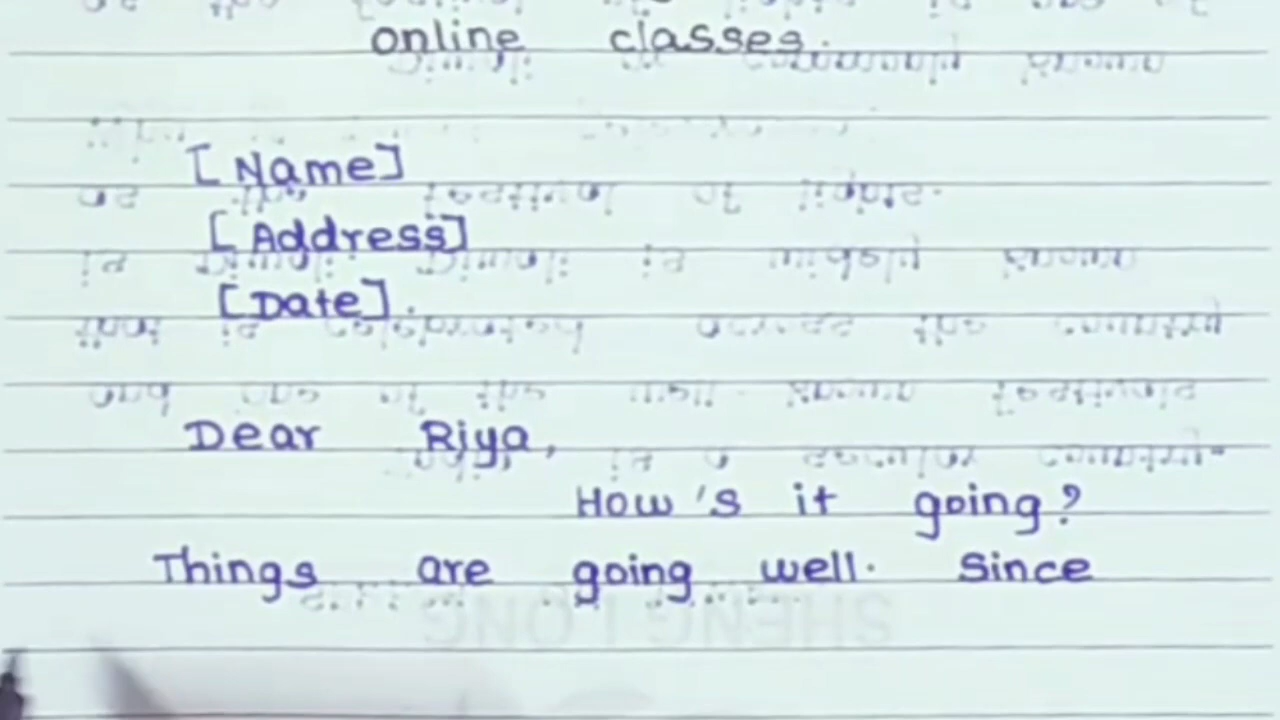 online classes.
[Name]
[Address]
[Date].
Dear Riya,
How's it going?
Things are going well. Since